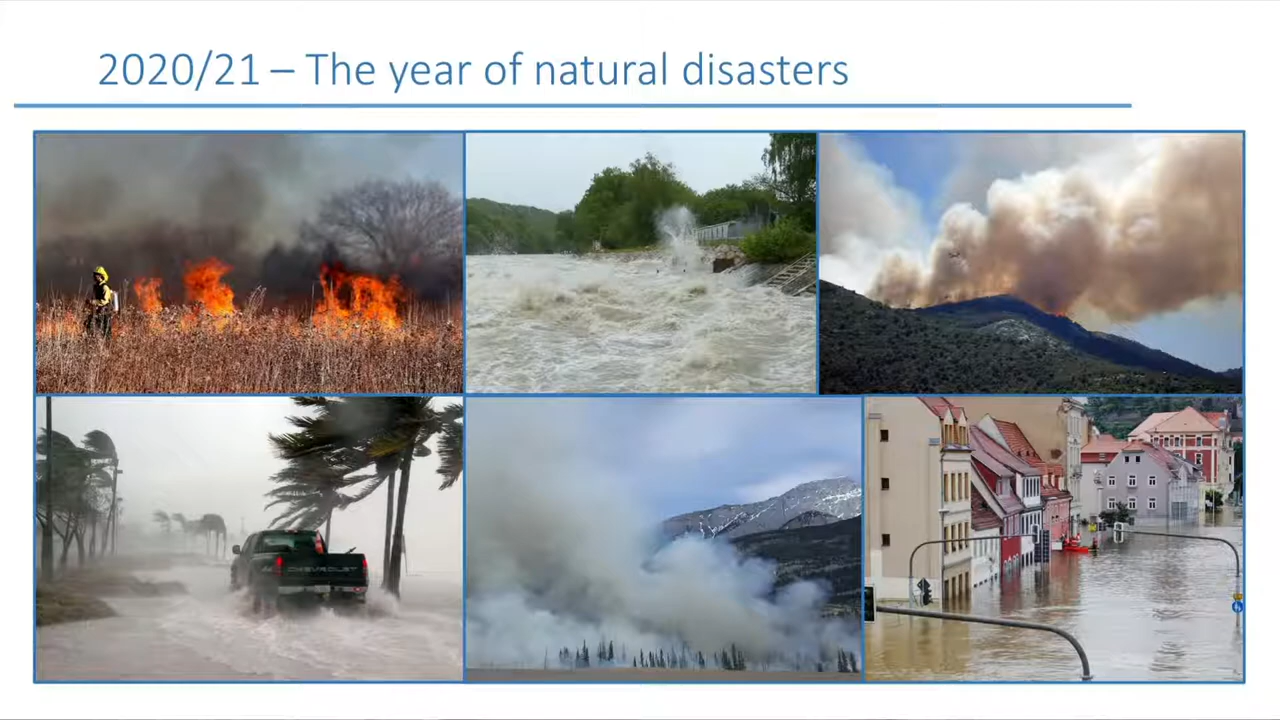 2020/21 – The year of natural disasters
CHEVROLET